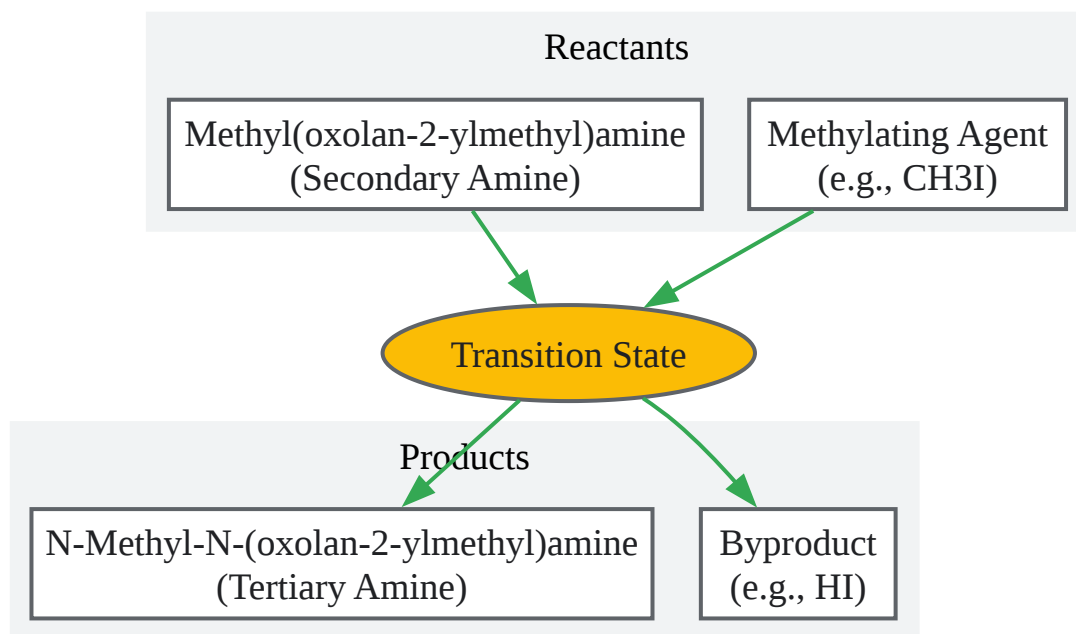 Reactants
Methyl(oxolan-2-ylmethyl)amine
(Secondary Amine)
Methylating Agent
(e.g., CH3I)
Transition State
Products
N-Methyl-N-(oxolan-2-ylmethyl)amine
(Tertiary Amine)
Byproduct
(e.g., HI)